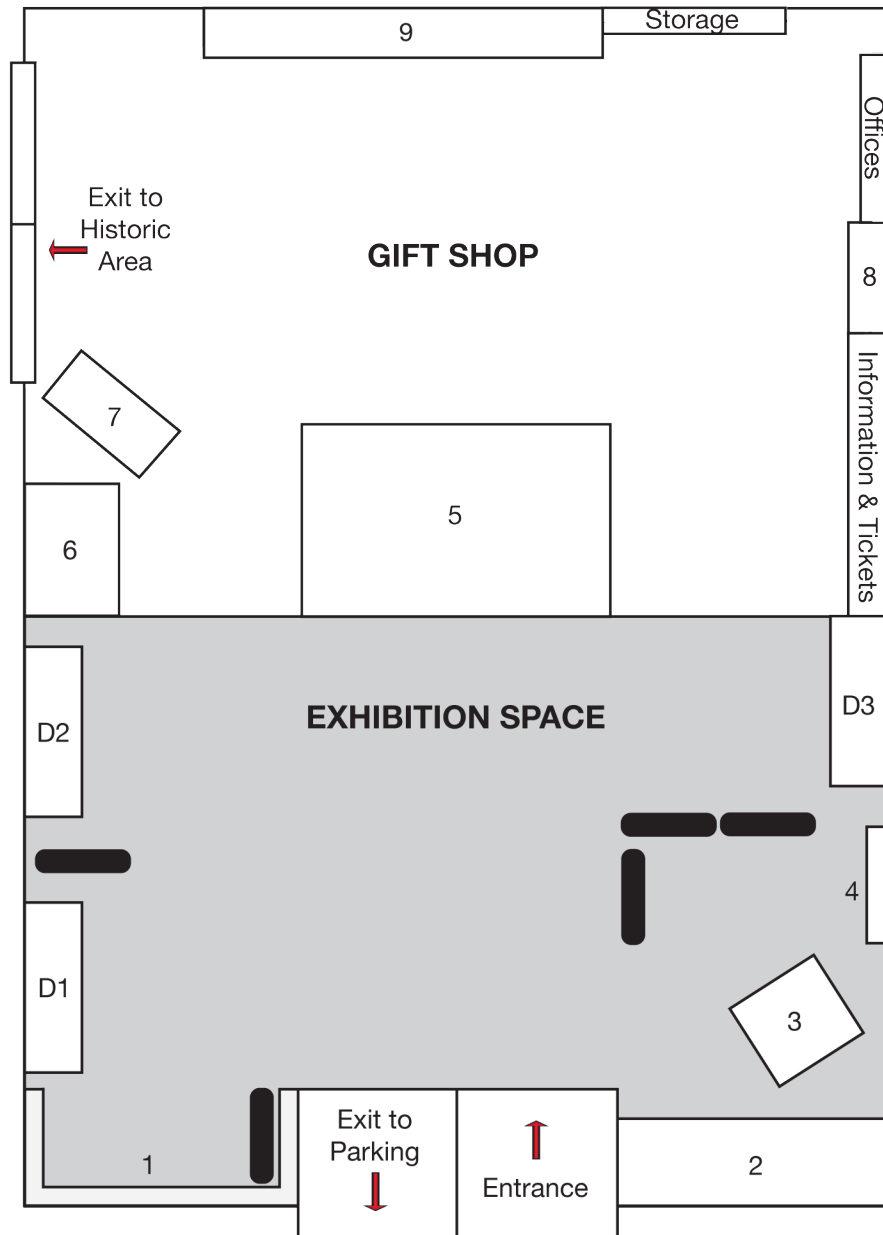 9
Storage
Offices
Exit to
Historic
Area
GIFT SHOP
8
7
Information & Tickets
5
6
D2
EXHIBITION SPACE
D3
4
D1
3
1
Exit to
Parking
Entrance
2